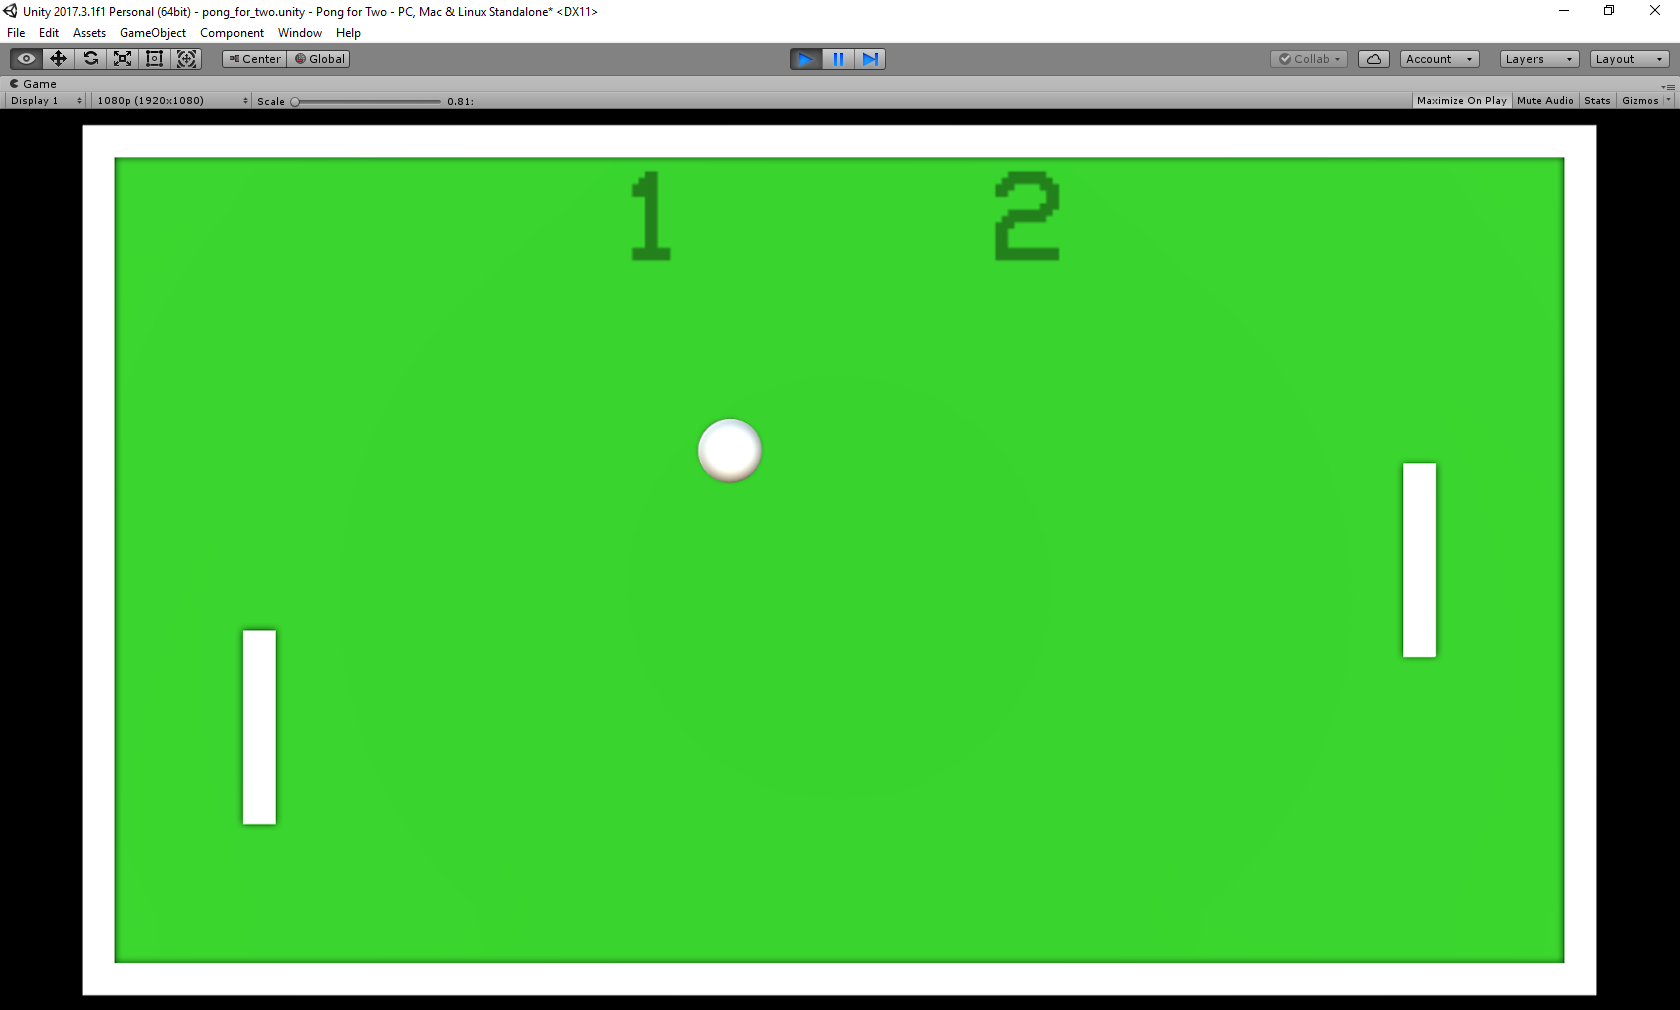 Unity 2017.3.1f1 Personal (64bit) - pong_for_two.unity - Pong for Two - PC, Mac & Linux Standalone* <DX11>
File Edit Assets GameObject Component Window Help
Center Global Collab Account Layers Layout
Game
Display 1 1080p (1920x1080) Scale 0.81: Maximize On Play Mute Audio Stats Gizmos
1 2